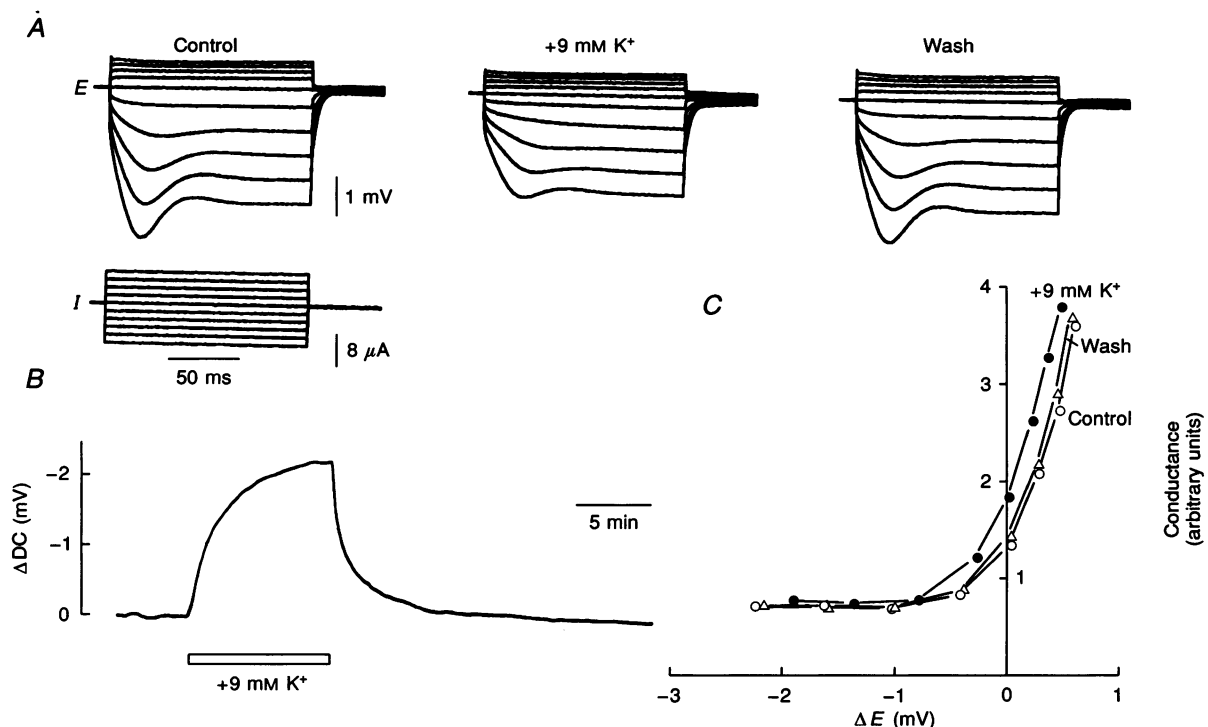 A
Control
+9 mM K⁺
Wash
E
1 mV
I
8 μA
50 ms
B
ΔDC (mV)
−2
−1
0
5 min
+9 mM K⁺
C
4
3
2
1
+9 mM K⁺
Wash
Control
Conductance
(arbitrary units)
−3
−2
−1
0
1
ΔE (mV)